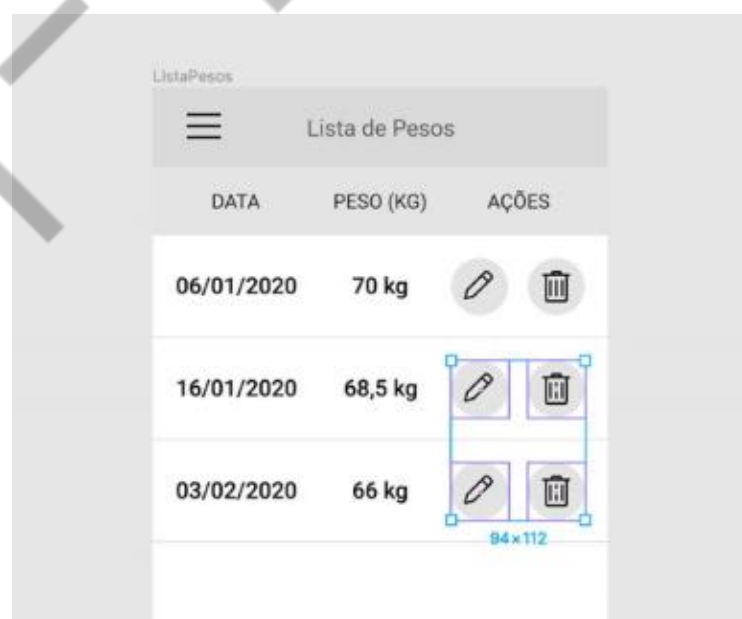 ListaPesos
Lista de Pesos
DATA PESO (KG) AÇÕES
06/01/2020 70 kg
16/01/2020 68,5 kg
03/02/2020 66 kg
94×112